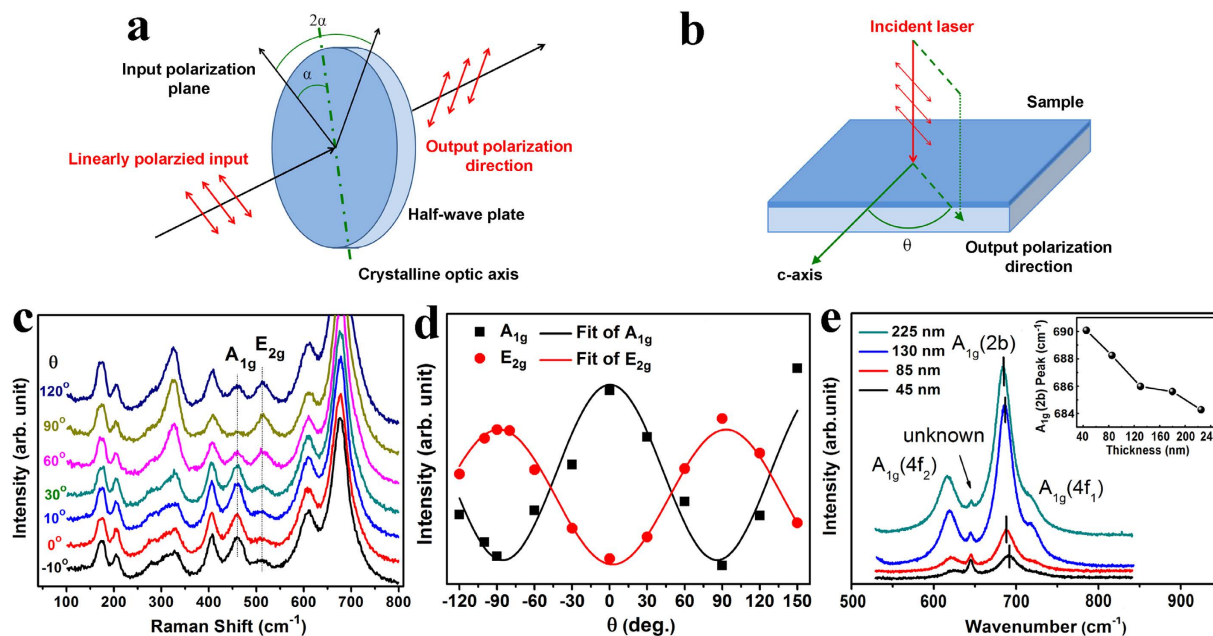 a
2α
Input polarization
plane
α
Linearly polarzied input
Output polarization
direction
Half-wave plate
Crystalline optic axis
b
Incident laser
Sample
θ
c-axis
Output polarization
direction
c
θ
A1g
E2g
120°
90°
60°
30°
10°
0°
-10°
Intensity (arb. unit)
100 200 300 400 500 600 700 800
Raman Shift (cm⁻¹)
d
A1g Fit of A1g
E2g Fit of E2g
Intensity (arb. unit)
-120 -90 -60 -30 0 30 60 90 120 150
θ (deg.)
e
225 nm
130 nm
85 nm
45 nm
A1g(2b)
unknown
A1g(4f2)
A1g(4f1)
Intensity (arb. unit)
500 600 700 800 900
Wavenumber (cm⁻¹)
A1g(2b) Peak (cm⁻¹)
690
688
686
684
40 80 120 160 200 240
Thickness (nm)